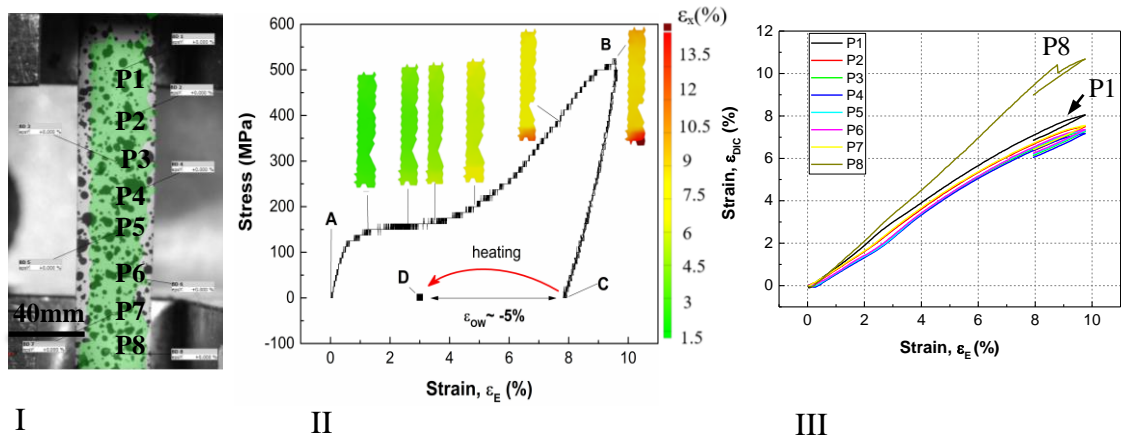 P1
P2
P3
P4
P5
P6
P7
P8
40mm
I
600
500
400
300
200
100
0
-100
Stress (MPa)
0 1 2 4 6 8 10
Strain, εE (%)
A
B
C
D
heating
εOW~ -5%
εx(%)
13.5
12
10.5
9
7.5
6
4.5
3
1.5
II
P1
P2
P3
P4
P5
P6
P7
P8
P8
P1
12
10
8
6
4
2
0
Strain, εDIC (%)
0 2 4 6 8 10
Strain, εE (%)
III